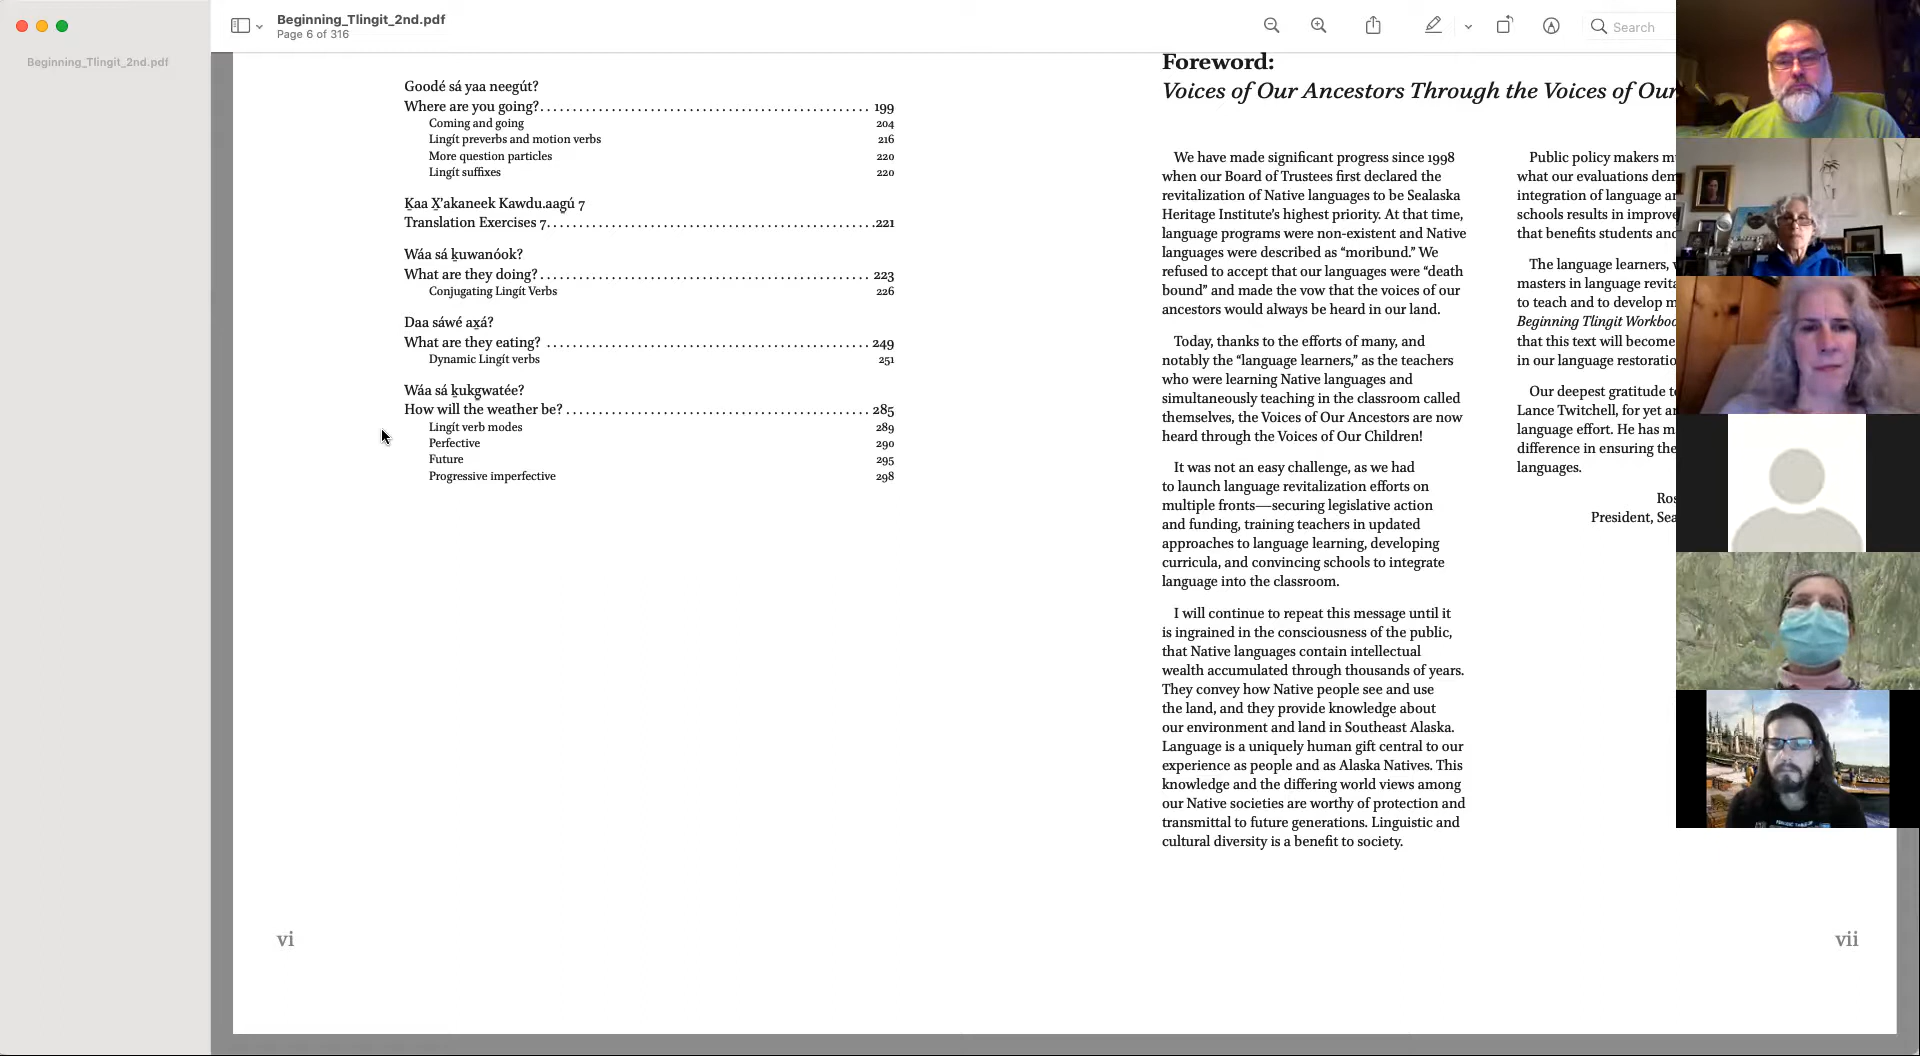 Beginning_Tlingit_2nd.pdf
Page 6 of 316
Search
Beginning_Tlingit_2nd.pdf
Goodé sá yaa neegút?
Where are you going? 199
Coming and going 204
Lingít preverbs and motion verbs 216
More question particles 220
Lingít suffixes 220
Ḵaa X̱ʼakaneek Kawdu.aag̱ú 7
Translation Exercises 7 221
Wáa sá ḵuwanóok?
What are they doing? 223
Conjugating Lingít Verbs 226
Daa sáwé ax̱á?
What are they eating? 249
Dynamic Lingít verbs 251
Wáa sá ḵukg̱watée?
How will the weather be? 285
Lingít verb modes 289
Perfective 290
Future 295
Progressive imperfective 298
vi
Foreword:
Voices of Our Ancestors Through the Voices of Our
We have made significant progress since 1998
when our Board of Trustees first declared the
revitalization of Native languages to be Sealaska
Heritage Institute's highest priority. At that time,
language programs were non-existent and Native
languages were described as “moribund.” We
refused to accept that our languages were “death
bound” and made the vow that the voices of our
ancestors would always be heard in our land.
Today, thanks to the efforts of many, and
notably the “language learners,” as the teachers
who were learning Native languages and
simultaneously teaching in the classroom called
themselves, the Voices of Our Ancestors are now
heard through the Voices of Our Children!
It was not an easy challenge, as we had
to launch language revitalization efforts on
multiple fronts—securing legislative action
and funding, training teachers in updated
approaches to language learning, developing
curricula, and convincing schools to integrate
language into the classroom.
I will continue to repeat this message until it
is ingrained in the consciousness of the public,
that Native languages contain intellectual
wealth accumulated through thousands of years.
They convey how Native people see and use
the land, and they provide knowledge about
our environment and land in Southeast Alaska.
Language is a uniquely human gift central to our
experience as people and as Alaska Natives. This
knowledge and the differing world views among
our Native societies are worthy of protection and
transmittal to future generations. Linguistic and
cultural diversity is a benefit to society.
Public policy makers
what our evaluations
integration of language
schools results in
that benefits students
The language learners,
masters in language
to teach and to develop
Beginning Tlingit
that this text will become
in our language
Our deepest gratitude
Lance Twitchell, for yet
language effort. He has
difference in ensuring the
languages.
President,
vii